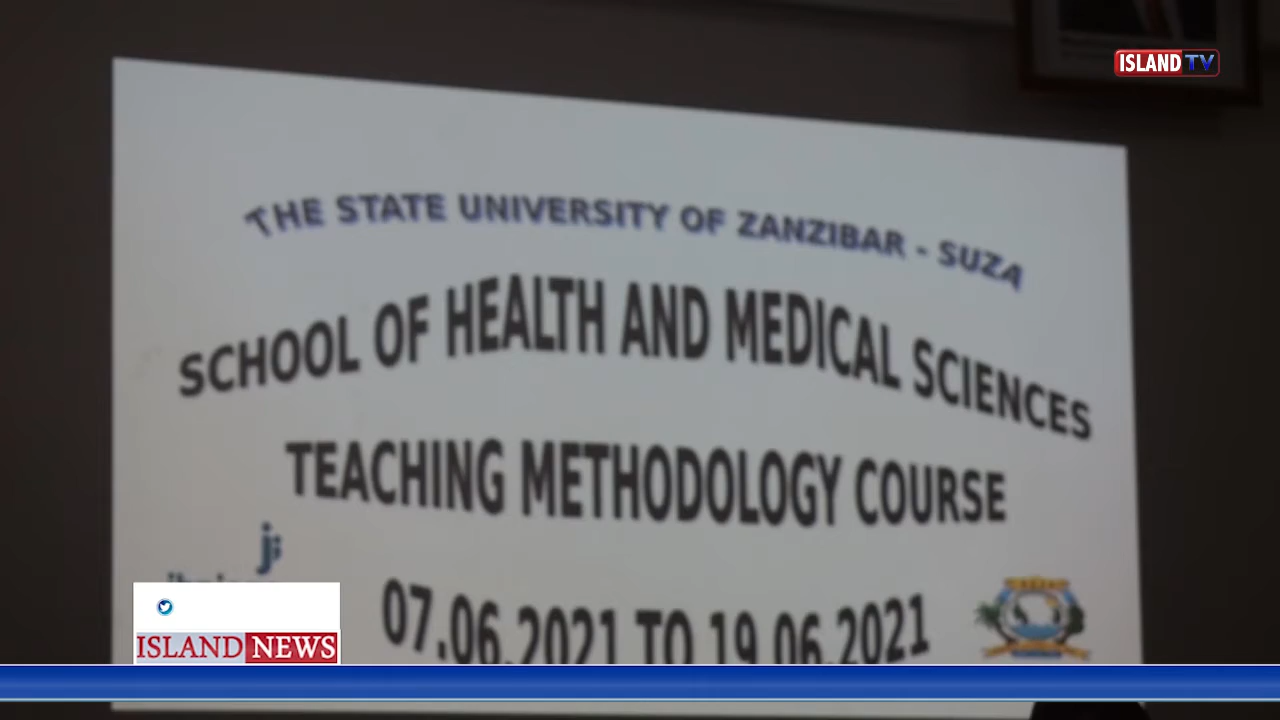 ISLAND TV
THE STATE UNIVERSITY OF ZANZIBAR - SUZA
SCHOOL OF HEALTH AND MEDICAL SCIENCES
TEACHING METHODOLOGY COURSE
07.06.2021 TO 19.06.2021
ISLAND NEWS